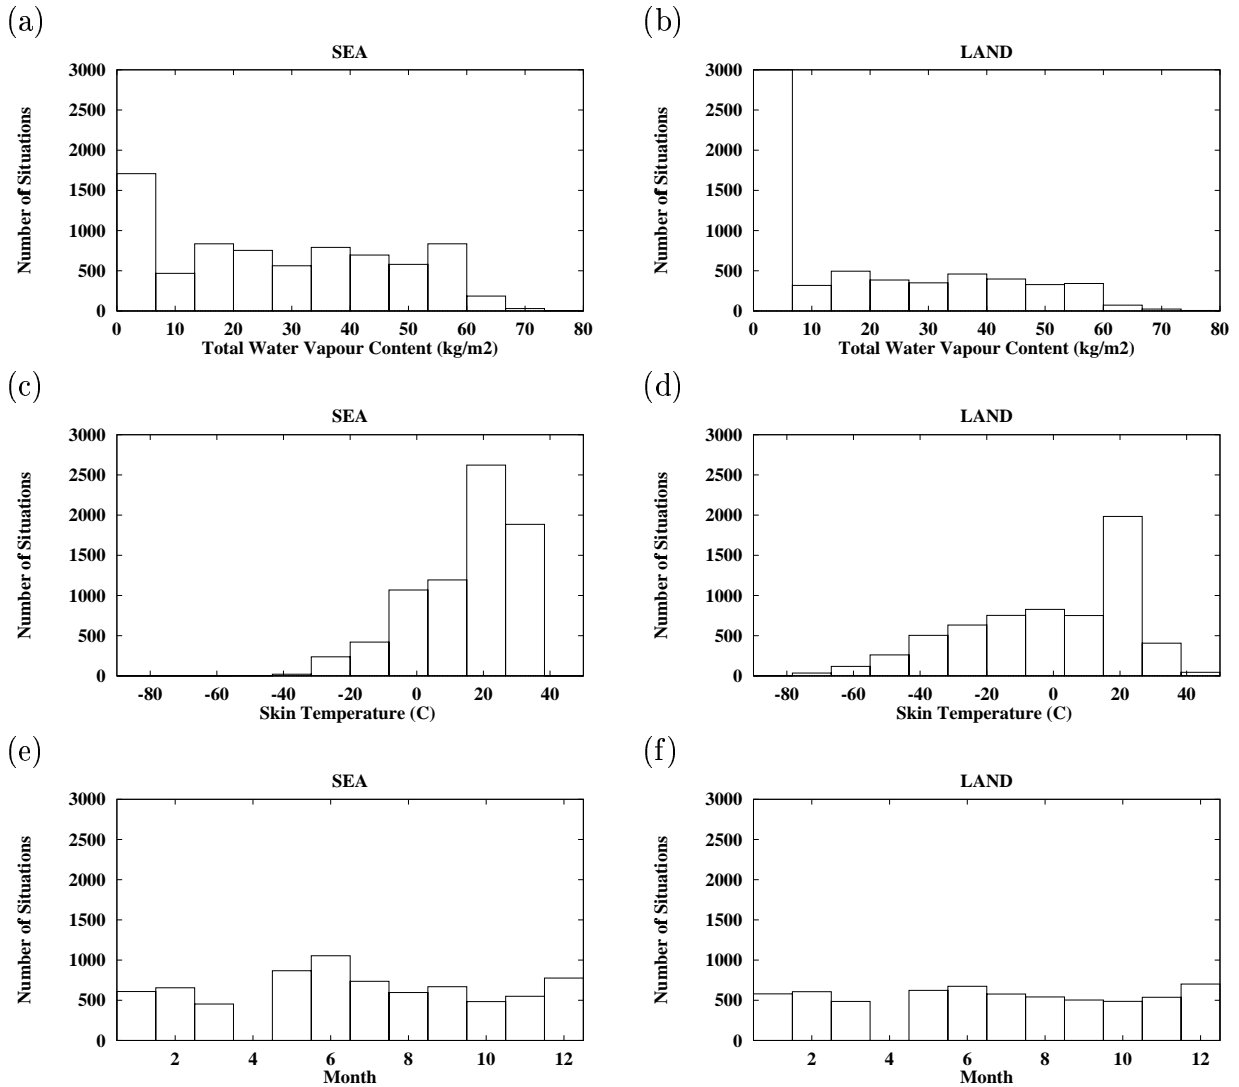 (a)
SEA
3000
2500
2000
1500
1000
500
0
0 10 20 30 40 50 60 70 80
Number of Situations
Total Water Vapour Content (kg/m2)
(b)
LAND
3000
2500
2000
1500
1000
500
0
0 10 20 30 40 50 60 70 80
Number of Situations
Total Water Vapour Content (kg/m2)
(c)
SEA
3000
2500
2000
1500
1000
500
0
-80 -60 -40 -20 0 20 40
Number of Situations
Skin Temperature (C)
(d)
LAND
3000
2500
2000
1500
1000
500
0
-80 -60 -40 -20 0 20 40
Number of Situations
Skin Temperature (C)
(e)
SEA
3000
2500
2000
1500
1000
500
0
2 4 6 8 10 12
Number of Situations
Month
(f)
LAND
3000
2500
2000
1500
1000
500
0
2 4 6 8 10 12
Number of Situations
Month